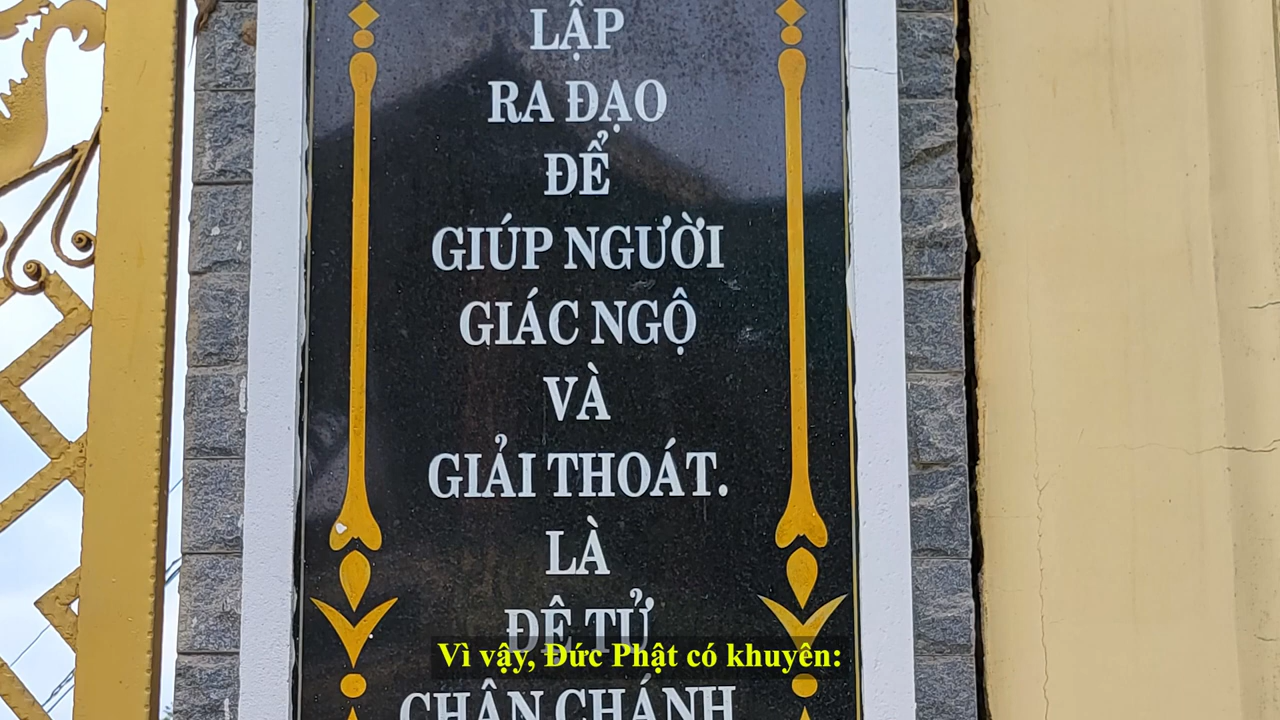 LẬP
RA ĐẠO
ĐỂ
GIÚP NGƯỜI
GIÁC NGỘ
VÀ
GIẢI THOÁT.
LÀ
ĐỆ TỬ
Vì vậy, Đức Phật có khuyên:
CHÂN CHÁNH